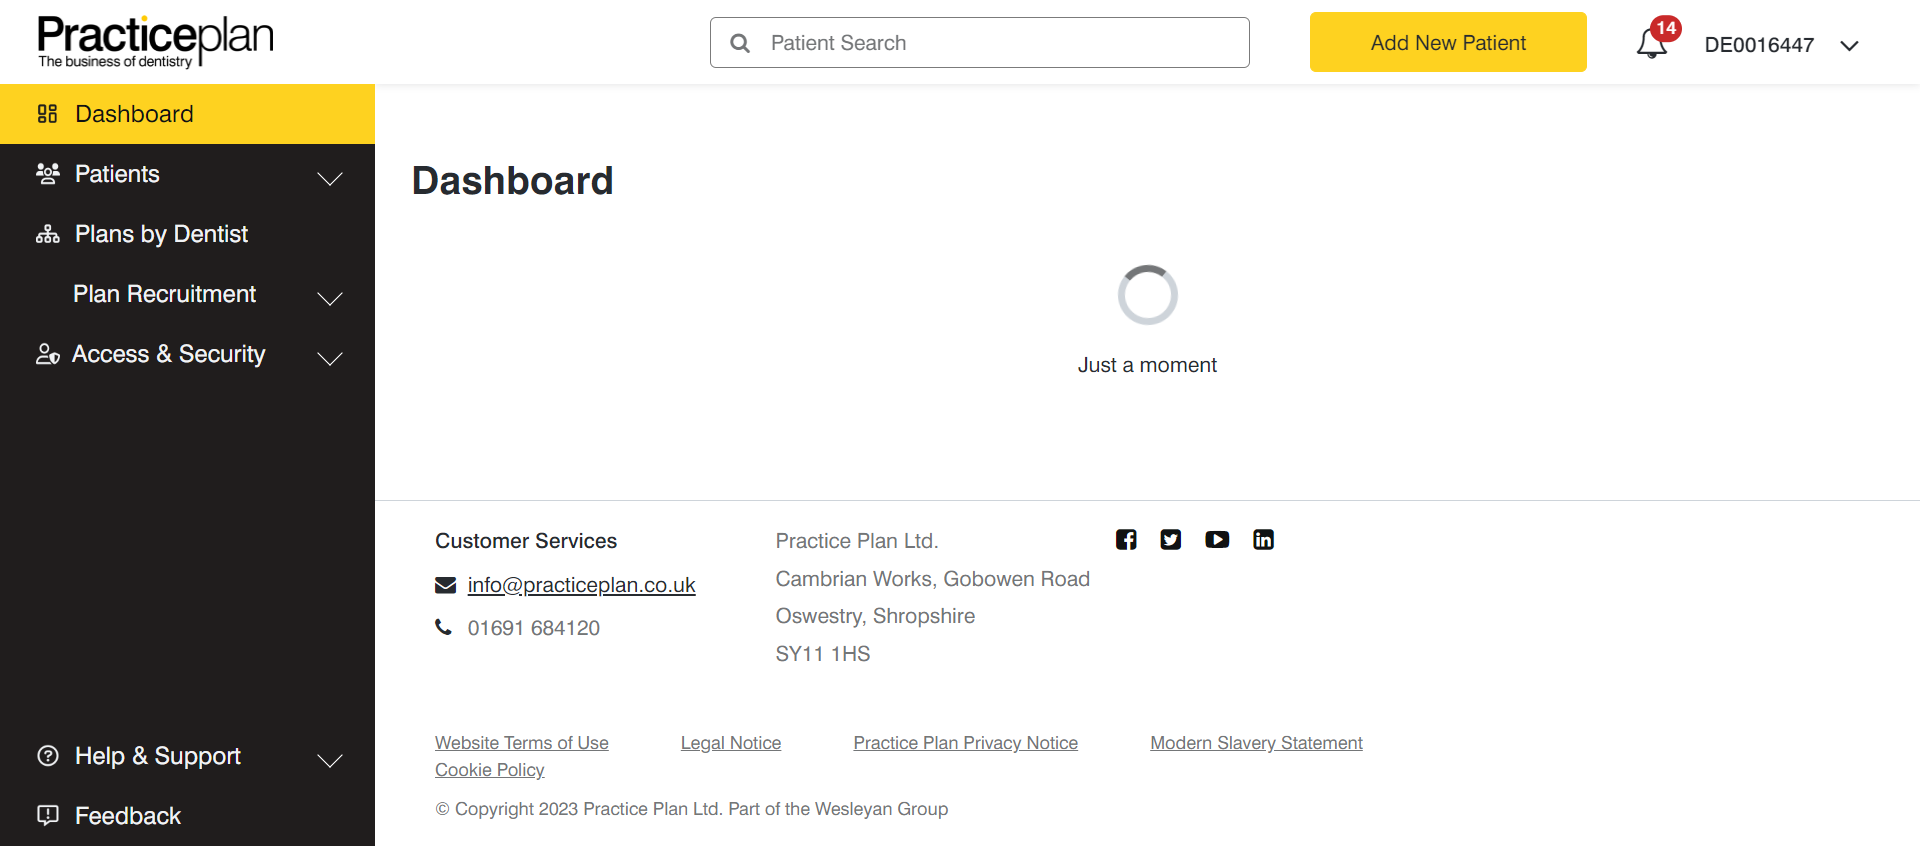 Practiceplan
The business of dentistry
Patient Search
Add New Patient
14
DE0016447
Dashboard
Patients
Plans by Dentist
Plan Recruitment
Access & Security
Help & Support
Feedback
Dashboard
Just a moment
Customer Services
info@practiceplan.co.uk
01691 684120
Practice Plan Ltd.
Cambrian Works, Gobowen Road
Oswestry, Shropshire
SY11 1HS
Website Terms of Use
Legal Notice
Practice Plan Privacy Notice
Modern Slavery Statement
Cookie Policy
© Copyright 2023 Practice Plan Ltd. Part of the Wesleyan Group